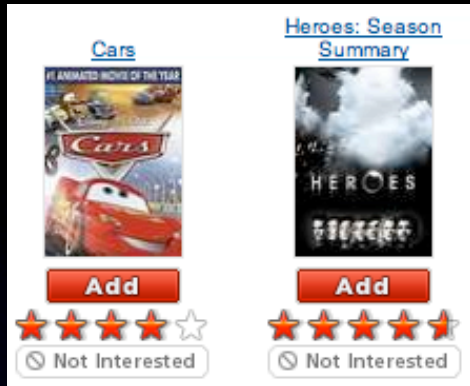 Cars
#1 ANIMATED MOVIE OF THE YEAR
Cars
Add
Not Interested
Heroes: Season
Summary
HEROES
Add
Not Interested